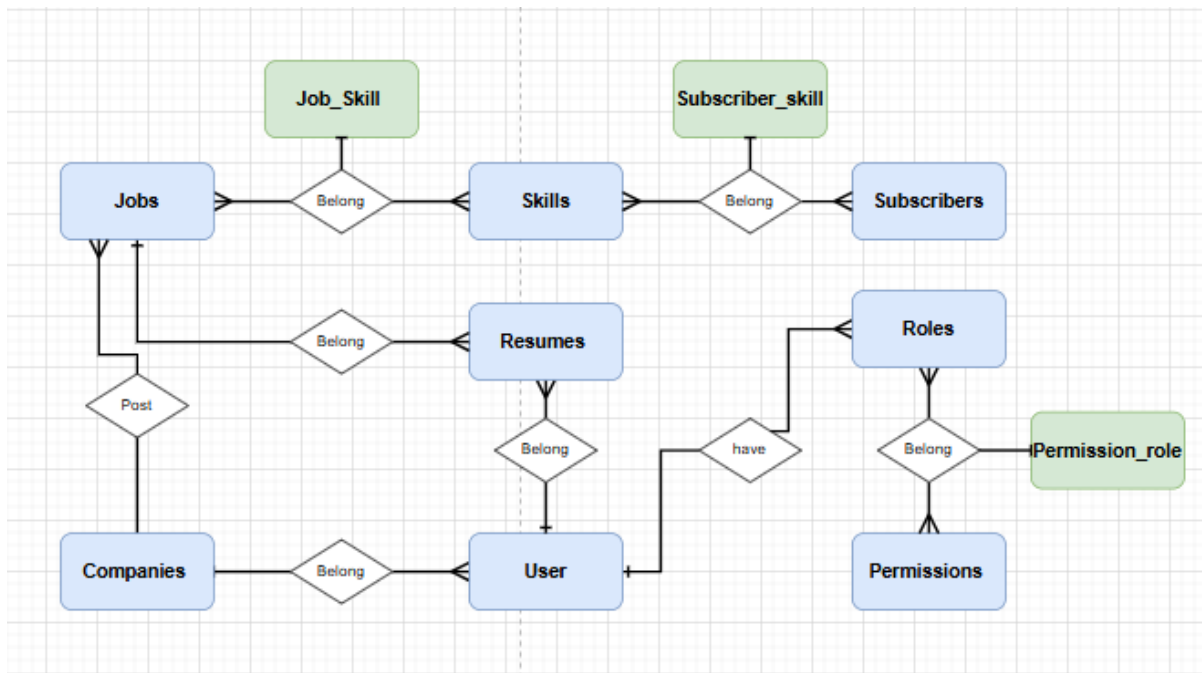 Job_Skill
Subscriber_skill
Jobs
Belong
Skills
Belong
Subscribers
Belong
Resumes
Roles
Post
Belong
have
Belong
Permission_role
Companies
Belong
User
Permissions